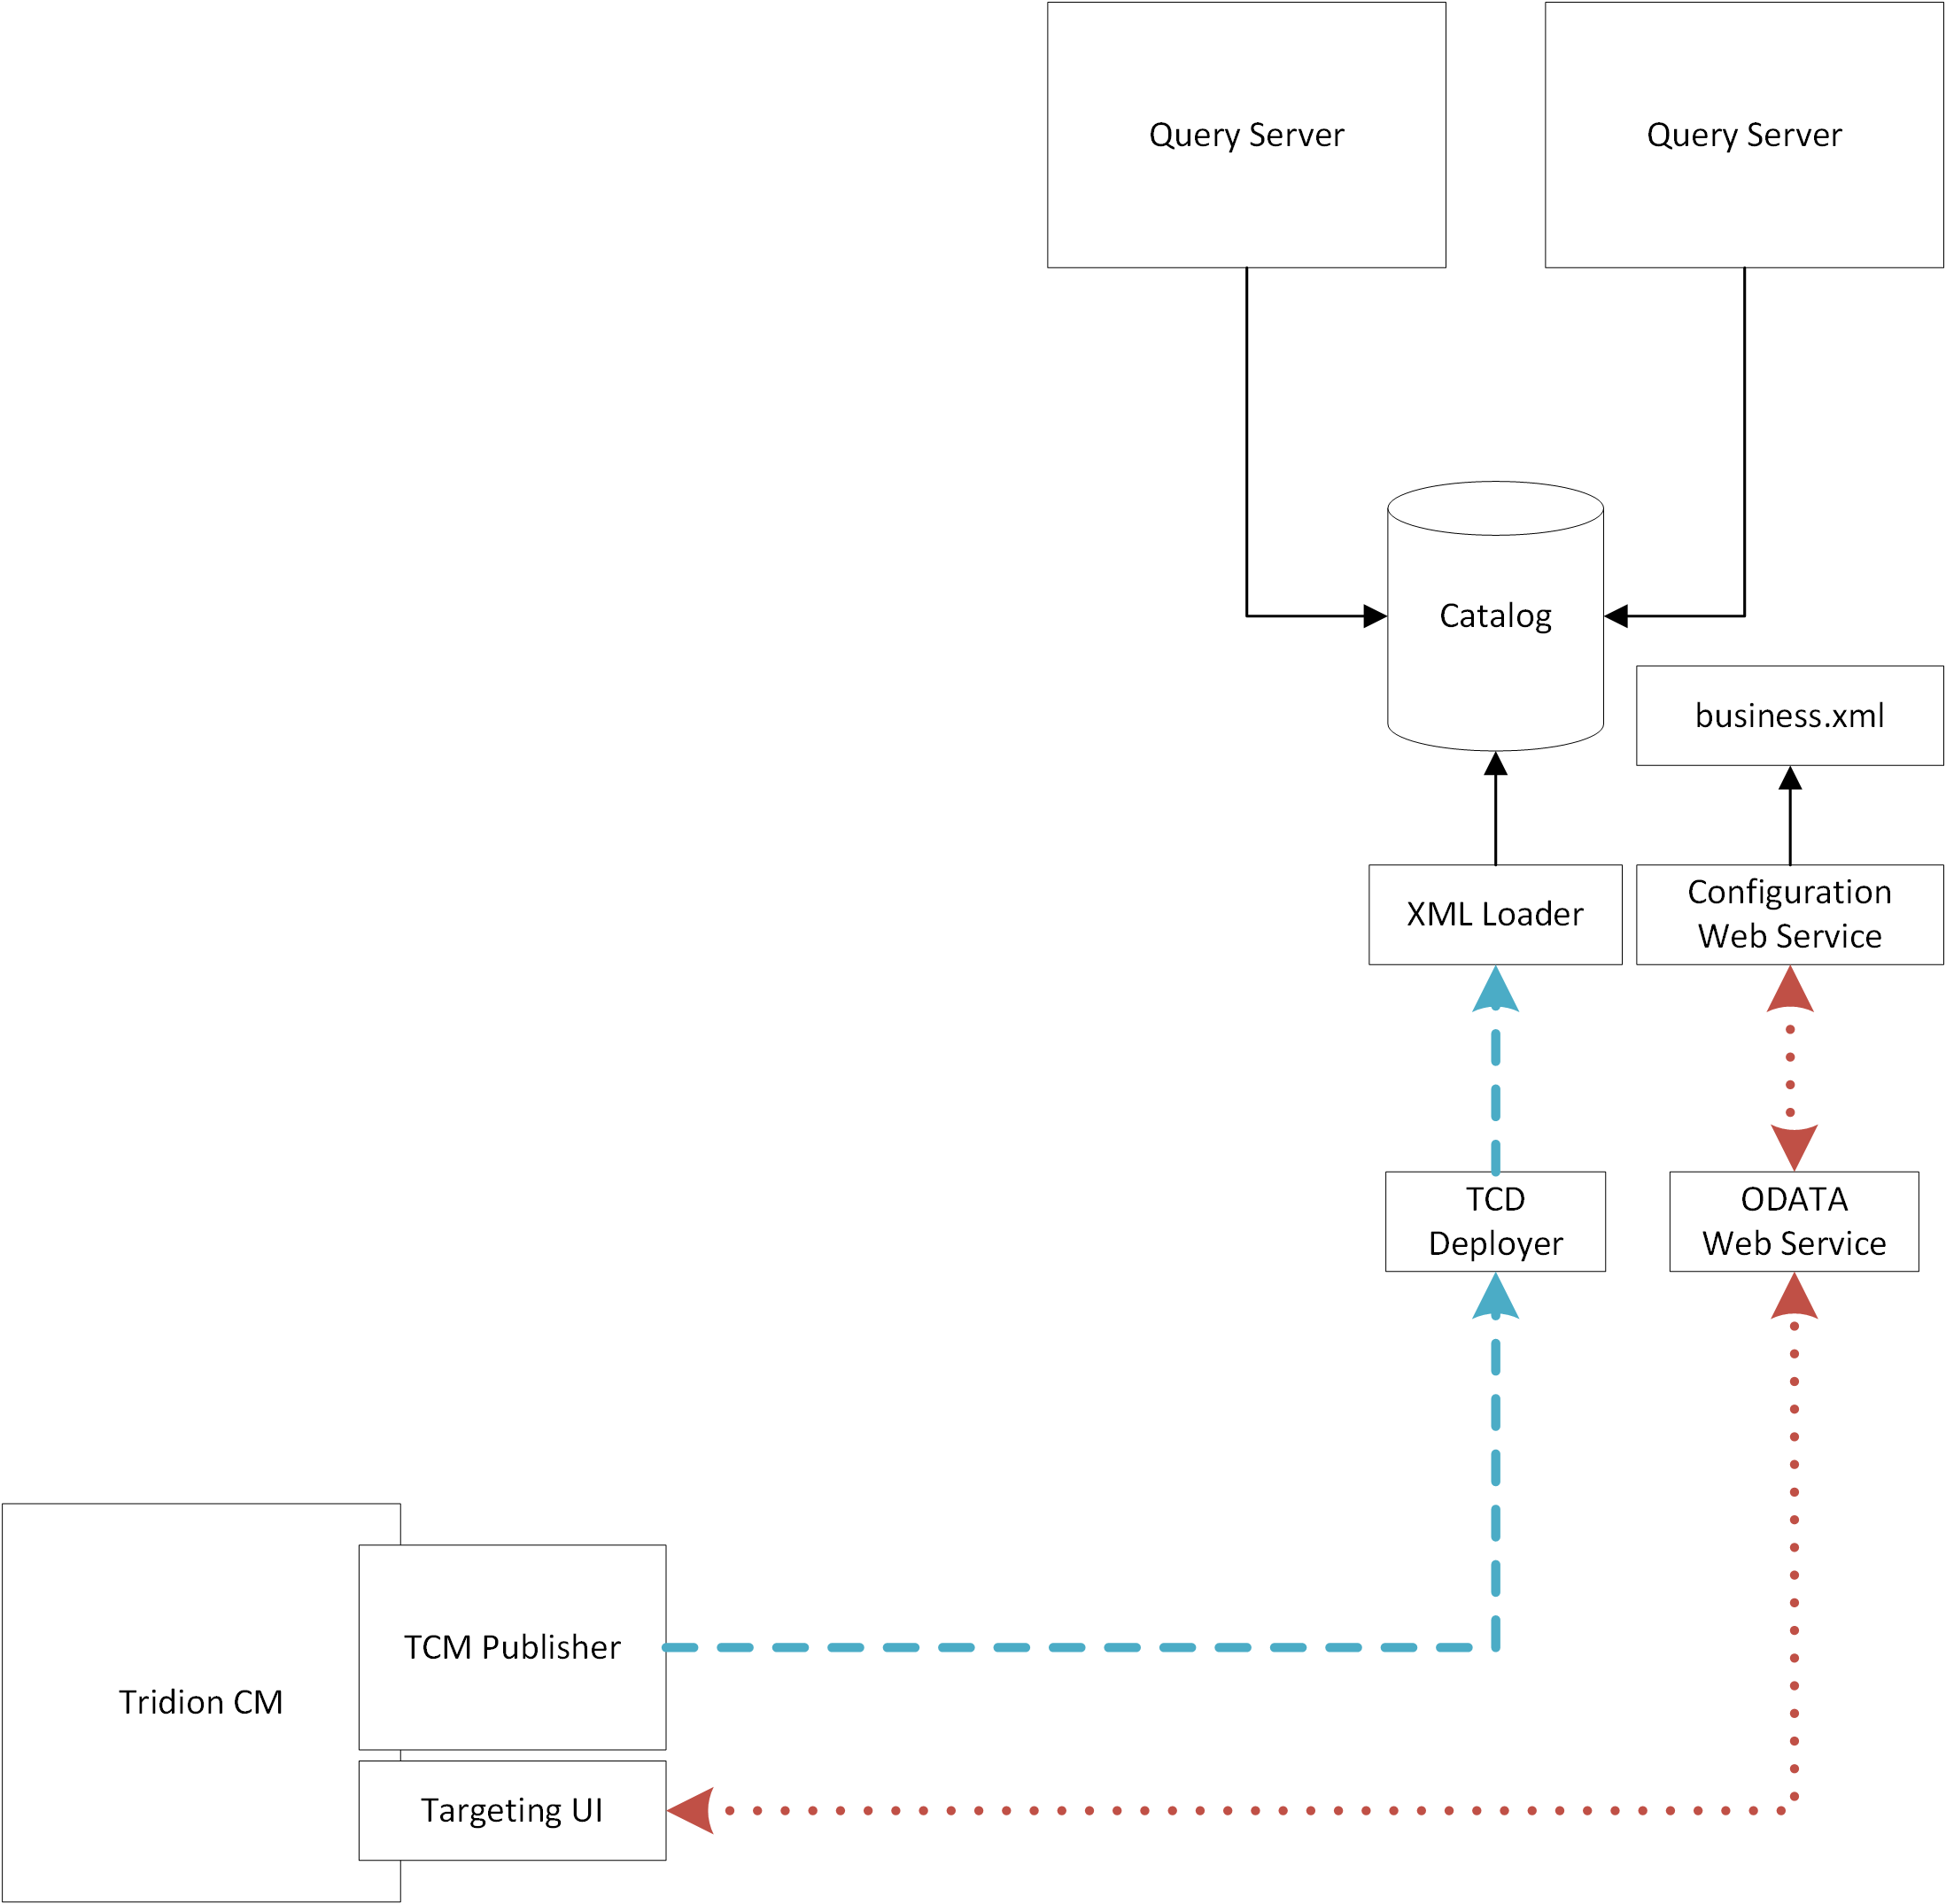 Query Server
Query Server
Catalog
business.xml
XML Loader
Configuration
Web Service
TCD
Deployer
ODATA
Web Service
TCM Publisher
Tridion CM
Targeting UI